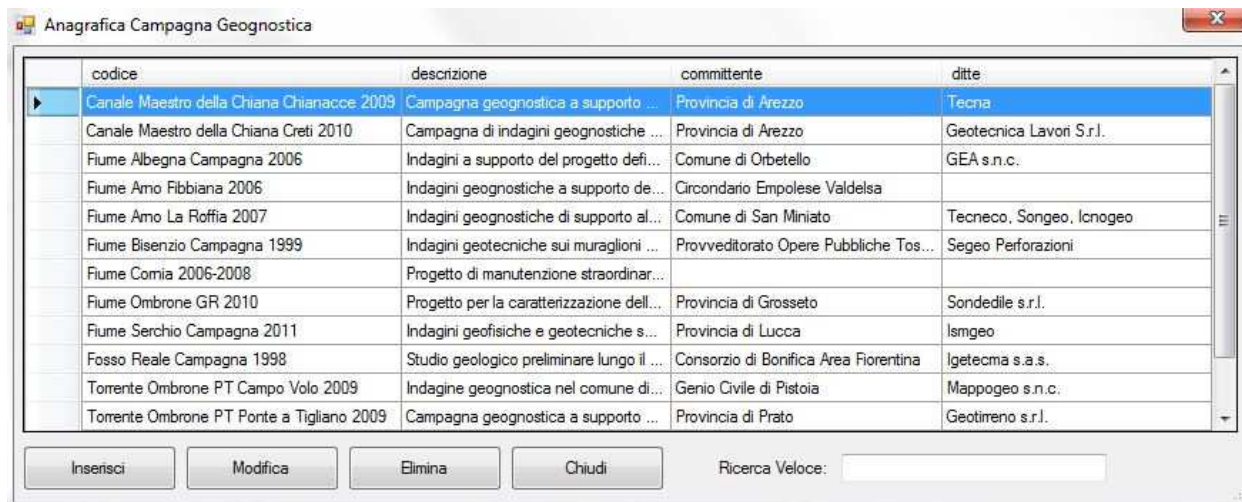 Anagrafica Campagna Geognostica
codice descrizione committente ditte
Canale Maestro della Chiana Chianacce 2009 Campagna geognostica a supporto ... Provincia di Arezzo Tecna
Canale Maestro della Chiana Creti 2010 Campagna di indagini geognostiche ... Provincia di Arezzo Geotecnica Lavori S.r.l.
Fiume Albegna Campagna 2006 Indagini a supporto del progetto defi... Comune di Orbetello GEA s.n.c.
Fiume Arno Fibbiana 2006 Indagini geognostiche a supporto de... Circondario Empolese Valdelsa
Fiume Arno La Roffia 2007 Indagini geognostiche di supporto al... Comune di San Miniato Tecneco, Songeo, Icnogeo
Fiume Bisenzio Campagna 1999 Indagini geotecniche sui muraglioni ... Provveditorato Opere Pubbliche Tos... Segeo Perforazioni
Fiume Cornia 2006-2008 Progetto di manutenzione straordinar...
Fiume Ombrone GR 2010 Progetto per la caratterizzazione dell... Provincia di Grosseto Sondedile s.r.l.
Fiume Serchio Campagna 2011 Indagini geofisiche e geotecniche s... Provincia di Lucca Ismgeo
Fosso Reale Campagna 1998 Studio geologico preliminare lungo il ... Consorzio di Bonifica Area Fiorentina Igetecma s.a.s.
Torrente Ombrone PT Campo Volo 2009 Indagine geognostica nel comune di... Genio Civile di Pistoia Mappogeo s.n.c.
Torrente Ombrone PT Ponte a Tigliano 2009 Campagna geognostica a supporto ... Provincia di Prato Geotirreno s.r.l.
Inserisci Modifica Elimina Chiudi Ricerca Veloce: